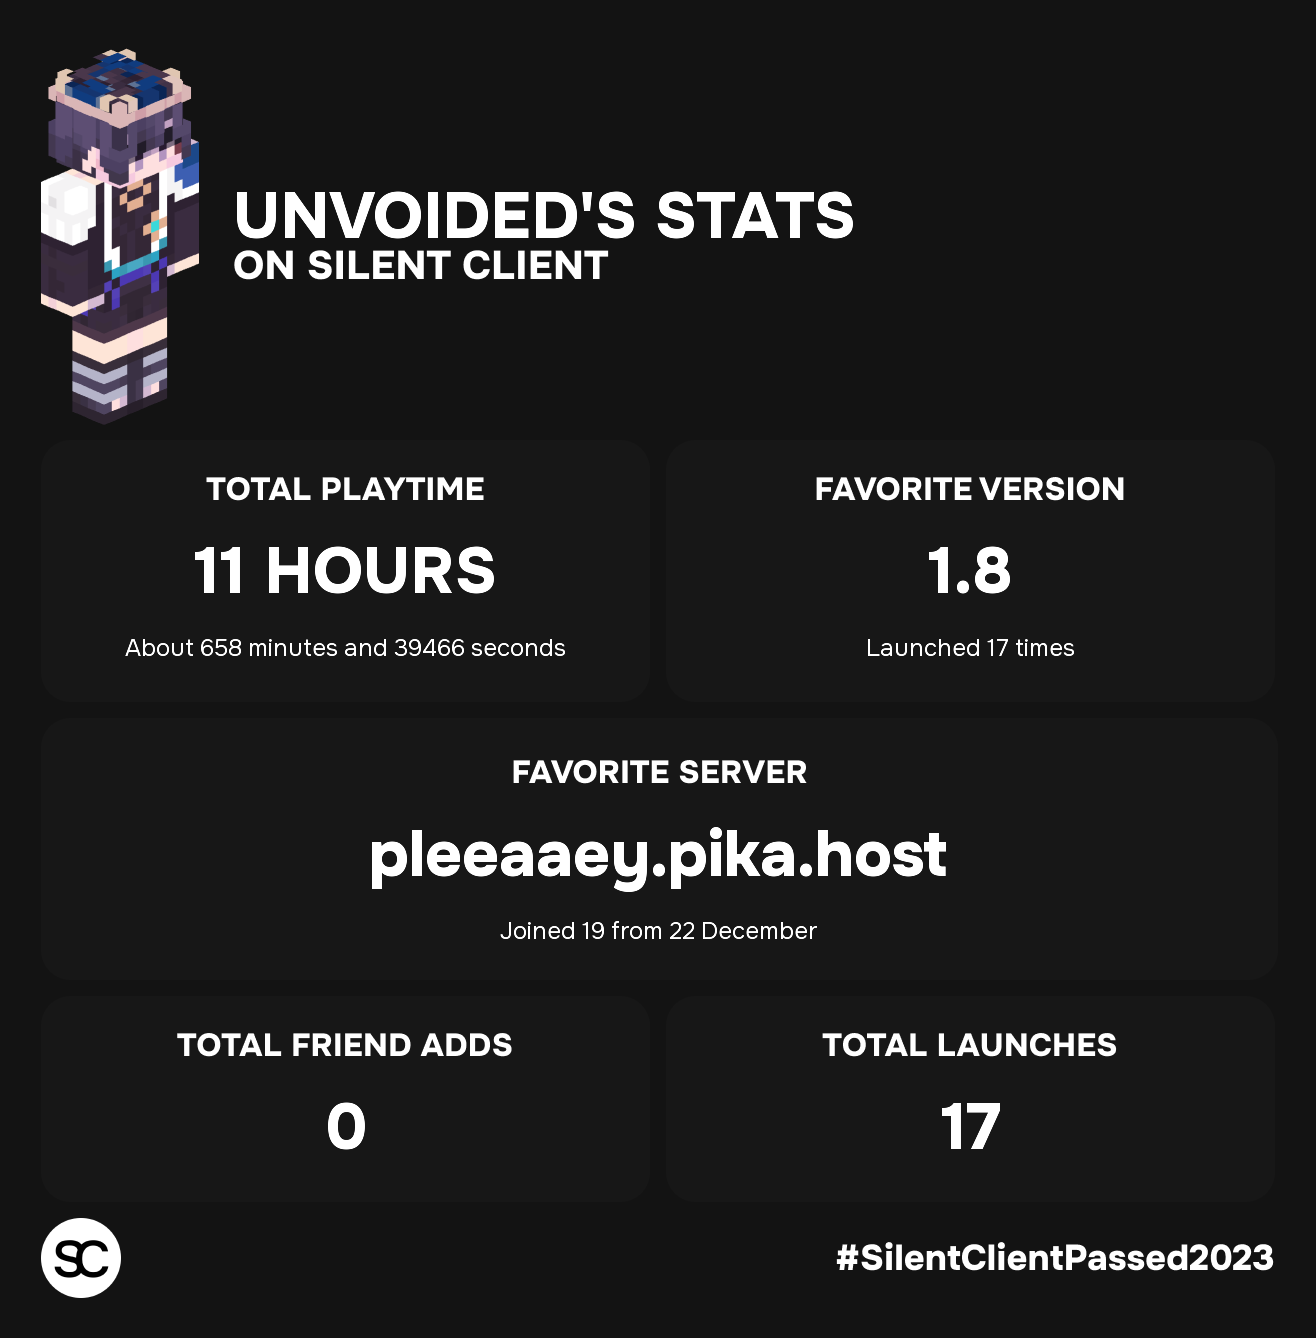 UNVOIDED'S STATS
ON SILENT CLIENT
TOTAL PLAYTIME
11 HOURS
About 658 minutes and 39466 seconds
FAVORITE VERSION
1.8
Launched 17 times
FAVORITE SERVER
pleeaaey.pika.host
Joined 19 from 22 December
TOTAL FRIEND ADDS
0
TOTAL LAUNCHES
17
SC
#SilentClientPassed2023